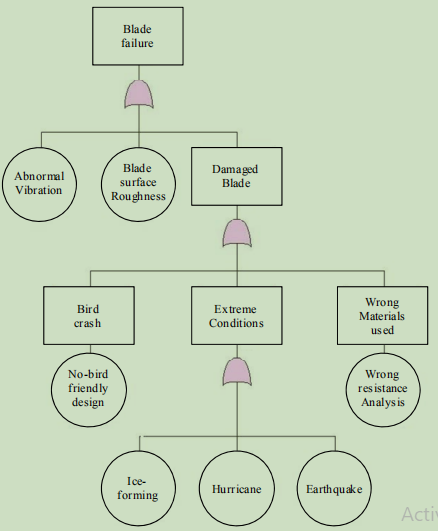 Blade
failure
Abnormal
Vibration
Blade
surface
Roughness
Damaged
Blade
Bird
crash
Extreme
Conditions
Wrong
Materials
used
No-bird
friendly
design
Wrong
resistance
Analysis
Ice-
forming
Hurricane
Earthquake